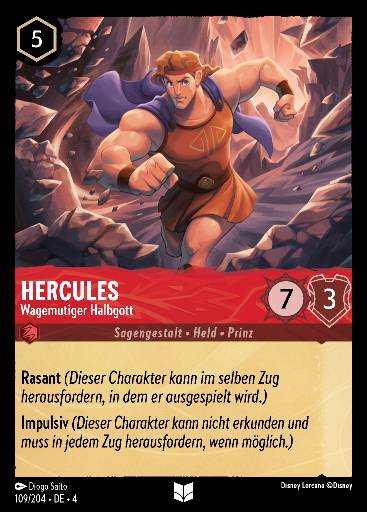 5
HERCULES
Wagemutiger Halbgott
7
3
Sagengestalt • Held • Prinz
Rasant (Dieser Charakter kann im selben Zug
herausfordern, in dem er ausgespielt wird.)
Impulsiv (Dieser Charakter kann nicht erkunden und
muss in jedem Zug herausfordern, wenn möglich.)
Diogo Saito
Disney Lorcana ©Disney
109/204 • DE • 4